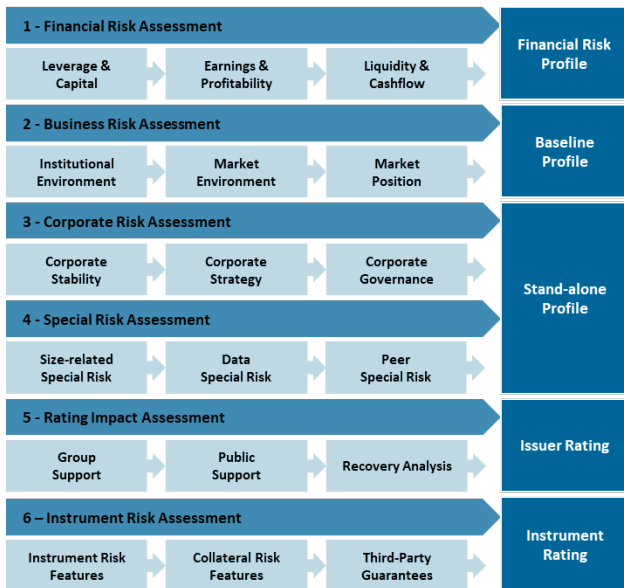 1 - Financial Risk Assessment
Leverage &
Capital
Earnings &
Profitability
Liquidity &
Cashflow
Financial Risk
Profile
2 - Business Risk Assessment
Institutional
Environment
Market
Environment
Market
Position
Baseline
Profile
3 - Corporate Risk Assessment
Corporate
Stability
Corporate
Strategy
Corporate
Governance
4 - Special Risk Assessment
Size-related
Special Risk
Data
Special Risk
Peer
Special Risk
Stand-alone
Profile
5 - Rating Impact Assessment
Group
Support
Public
Support
Recovery Analysis
Issuer Rating
6 – Instrument Risk Assessment
Instrument Risk
Features
Collateral Risk
Features
Third-Party
Guarantees
Instrument
Rating